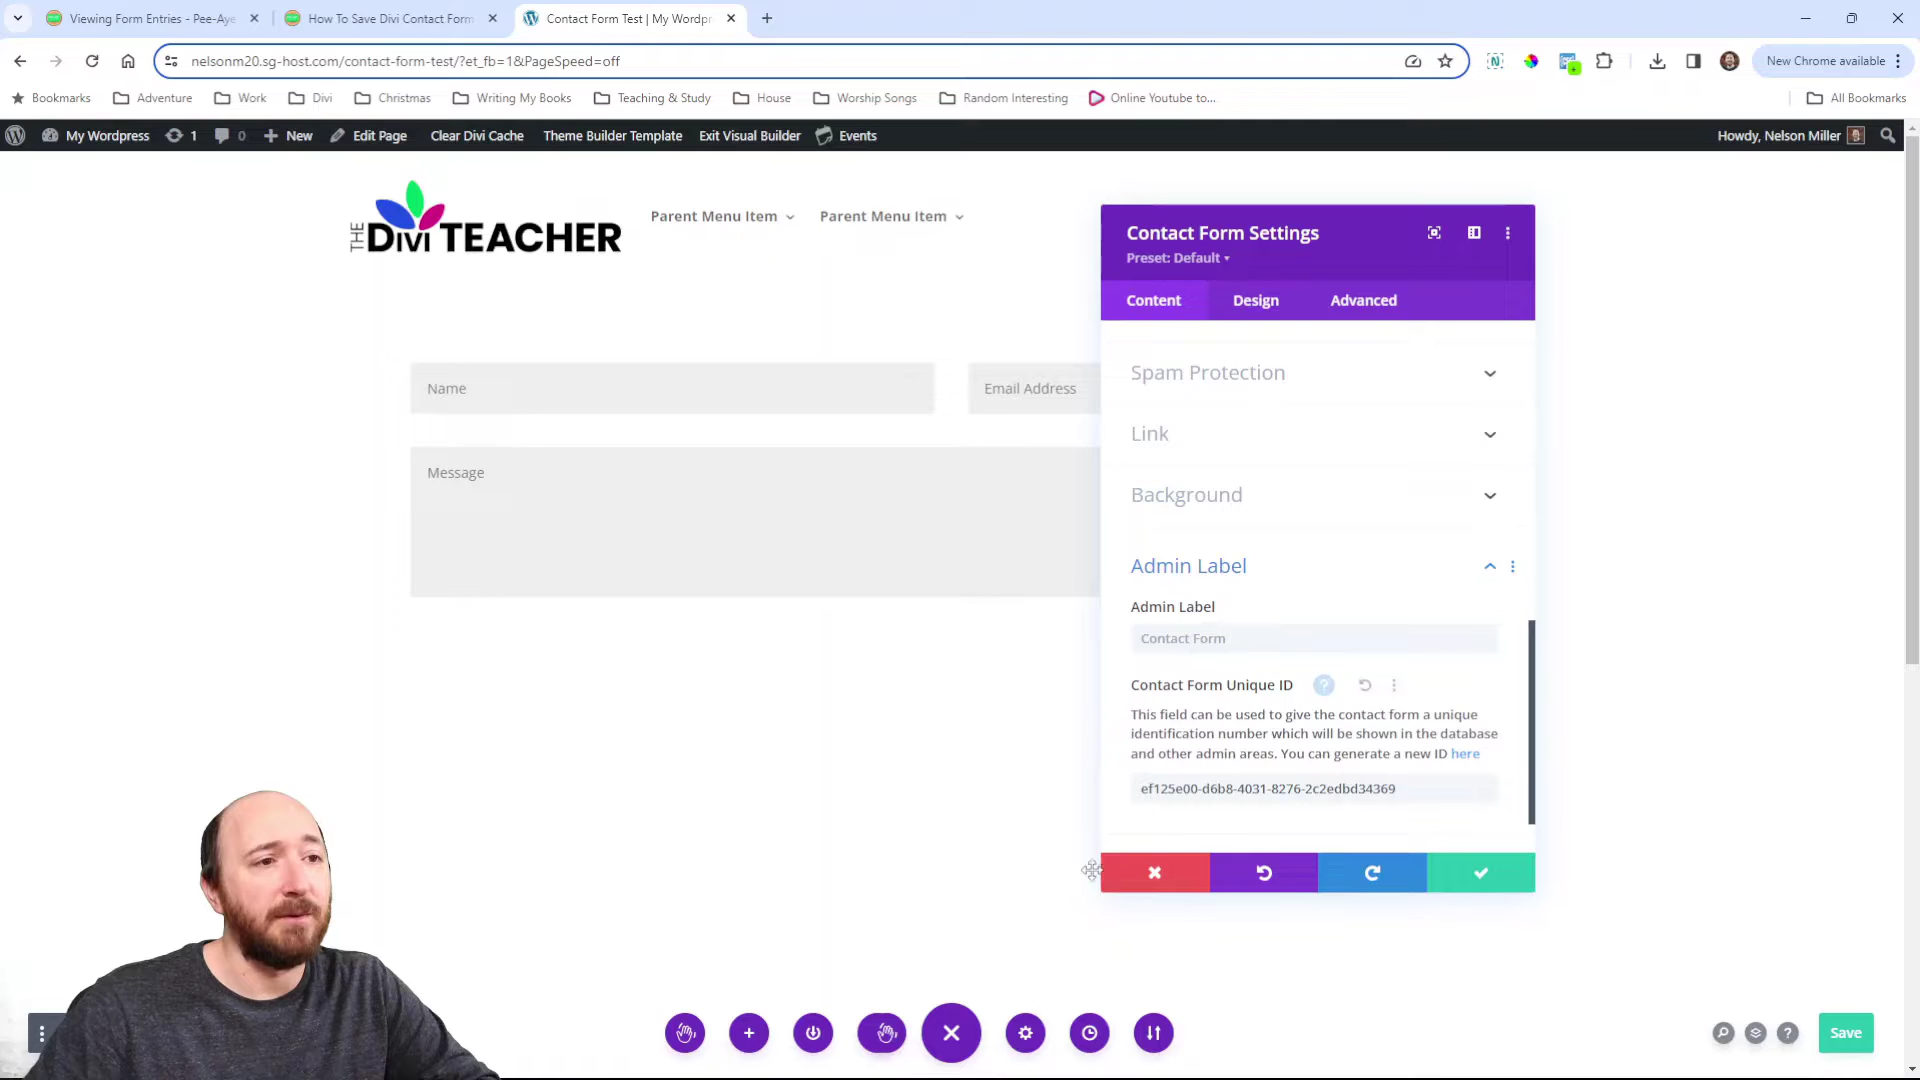 Viewing Form Entries - Pee-Aye
How To Save Divi Contact Form
Contact Form Test | My Wordpr
nelsonm20.sg-host.com/contact-form-test/?et_fb=1&PageSpeed=off
New Chrome available
Bookmarks
Adventure
Work
Divi
Christmas
Writing My Books
Teaching & Study
House
Worship Songs
Random Interesting
Online Youtube to...
All Bookmarks
My Wordpress
1
0
New
Edit Page
Clear Divi Cache
Theme Builder Template
Exit Visual Builder
Events
Howdy, Nelson Miller
THE DIVI TEACHER
Parent Menu Item
Parent Menu Item
Contact Form Settings
Preset: Default
Content
Design
Advanced
Name
Email Address
Message
Spam Protection
Link
Background
Admin Label
Admin Label
Contact Form
Contact Form Unique ID
This field can be used to give the contact form a unique
identification number which will be shown in the database
and other admin areas. You can generate a new ID here
ef125e00-d6b8-4031-8276-2c2edbd34369
Save